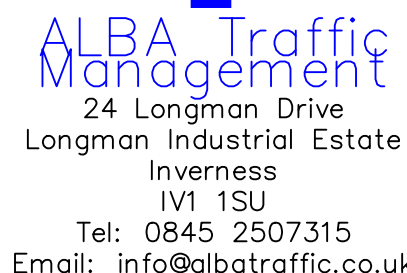 ALBA Traffic
Management
24 Longman Drive
Longman Industrial Estate
Inverness
IV1 1SU
Tel: 0845 2507315
Email: info@albatraffic.co.uk